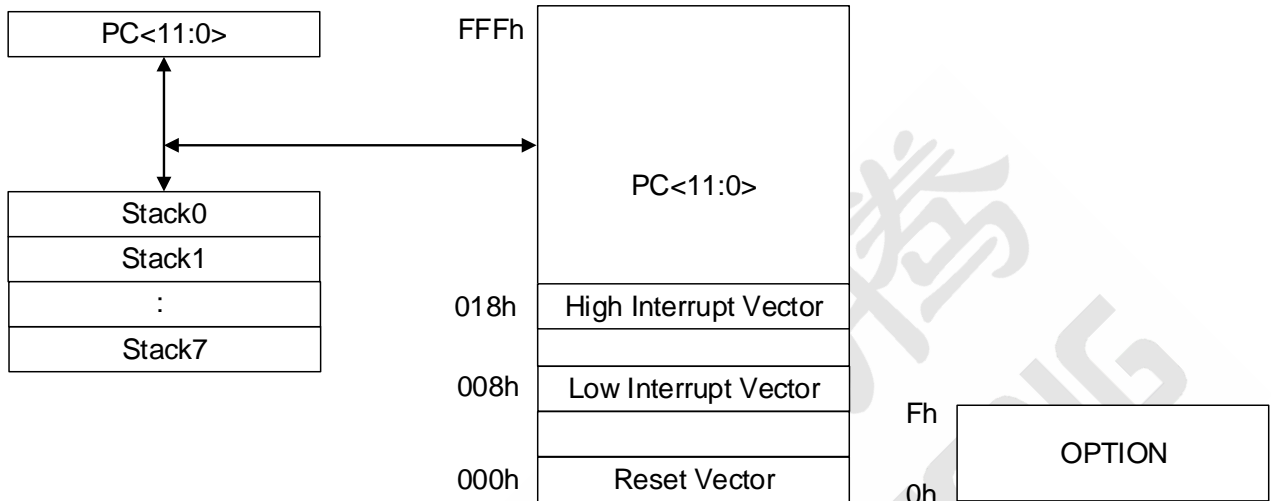 PC<11:0>
FFFh
PC<11:0>
Stack0
Stack1
:
Stack7
018h
High Interrupt Vector
008h
Low Interrupt Vector
000h
Reset Vector
Fh
OPTION
0h